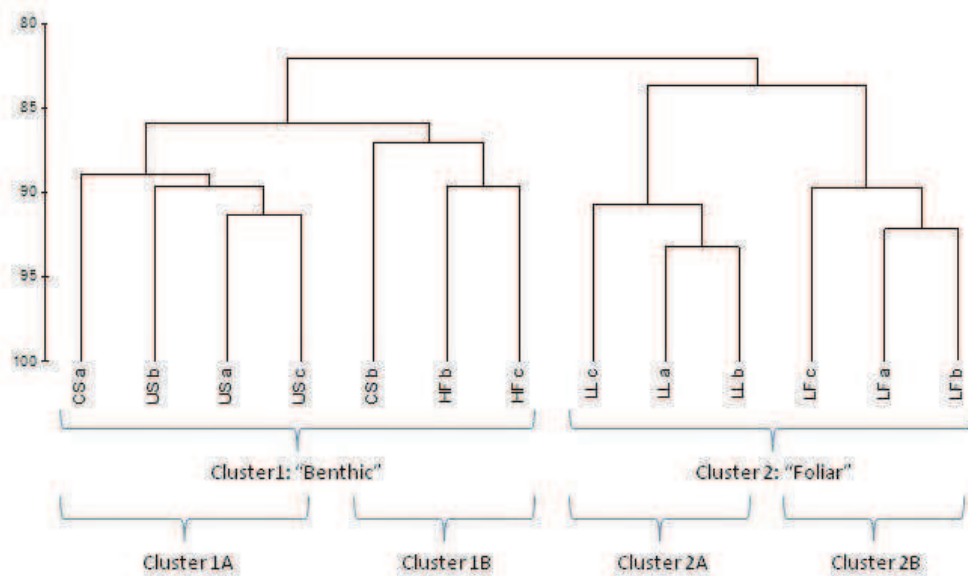 80
85
90
95
100
CS a
US b
US a
US c
CS b
HF b
HF c
LL c
LL a
LL b
LF c
LF a
LF b
Cluster1: “Benthic”
Cluster 2: “Foliar”
Cluster 1A
Cluster 1B
Cluster 2A
Cluster 2B